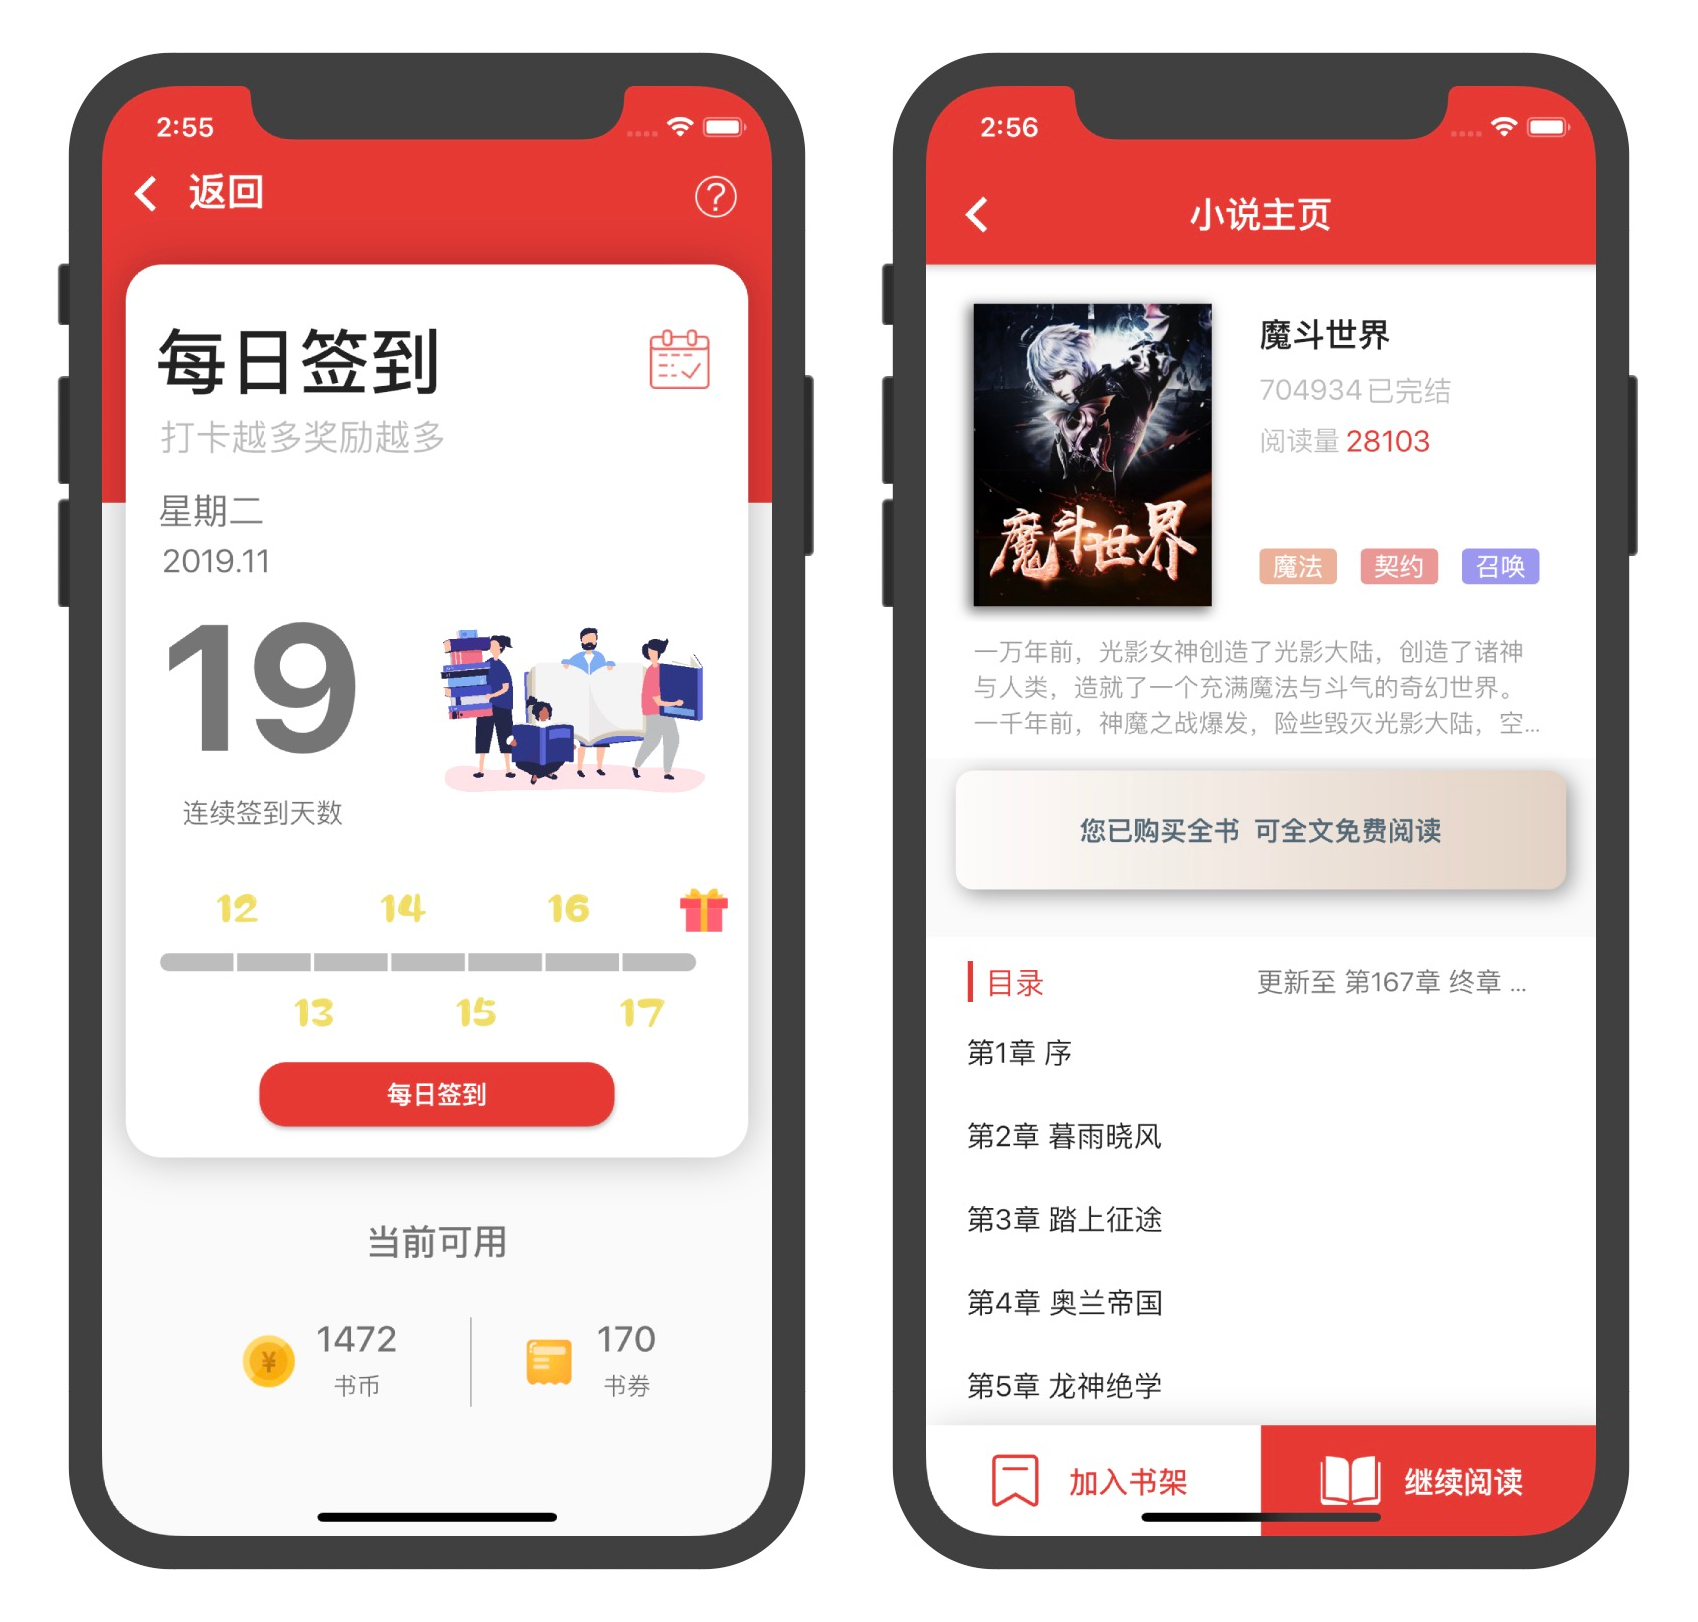 2:55
返回
?
每日签到
打卡越多奖励越多
星期二
2019.11
19
连续签到天数
12 14 16
13 15 17
每日签到
当前可用
¥
1472
书币
170
书券
2:56
小说主页
魔斗世界
魔斗世界
704934已完结
阅读量 28103
魔法 契约 召唤
一万年前，光影女神创造了光影大陆，创造了诸神
与人类，造就了一个充满魔法与斗气的奇幻世界。
一千年前，神魔之战爆发，险些毁灭光影大陆，空...
您已购买全书 可全文免费阅读
目录
更新至 第167章 终章 ...
第1章 序
第2章 暮雨晓风
第3章 踏上征途
第4章 奥兰帝国
第5章 龙神绝学
加入书架
继续阅读